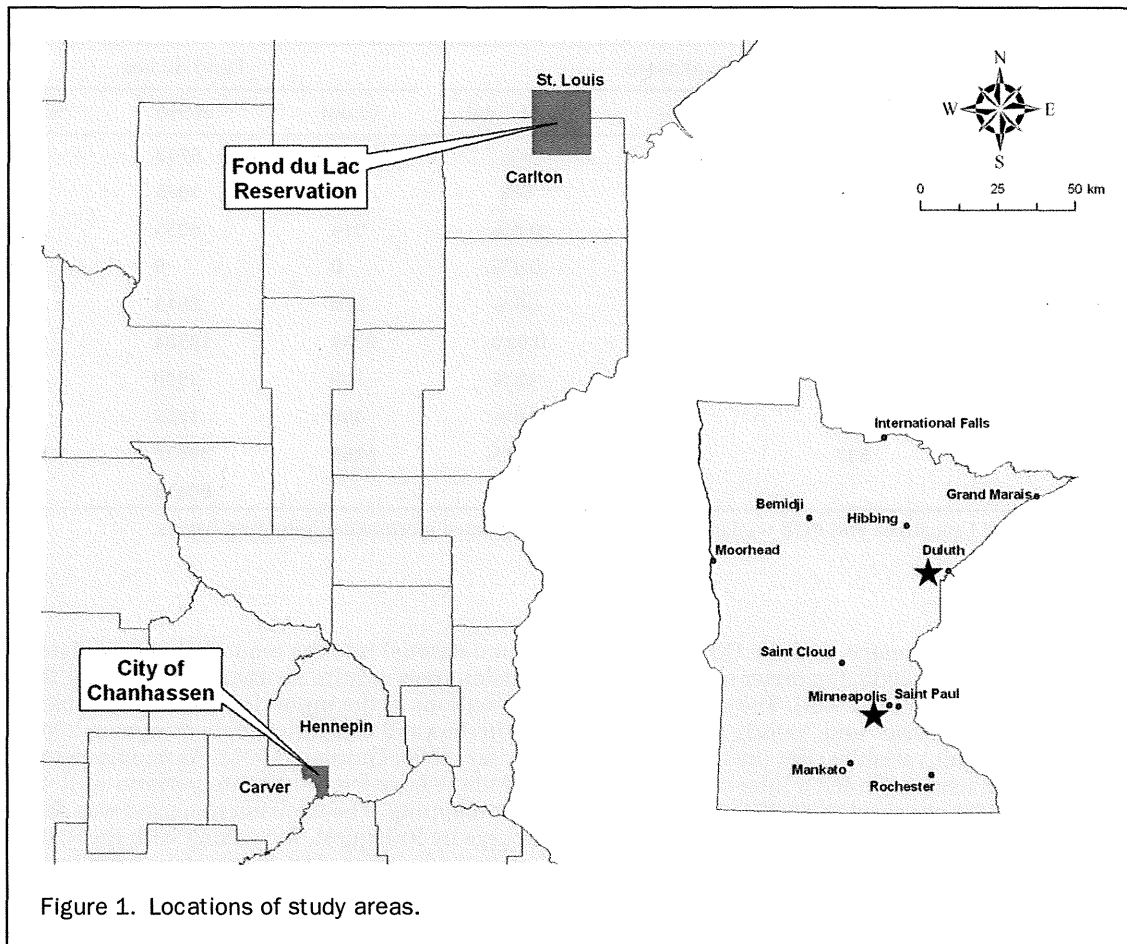 St. Louis
Fond du Lac
Reservation
Carlton
N
W
E
S
0 25 50 km
International Falls
Grand Marais
Bemidji
Hibbing
Moorhead
Duluth
Saint Cloud
Minneapolis
Saint Paul
Mankato
Rochester
City of
Chanhassen
Hennepin
Carver
Figure 1. Locations of study areas.